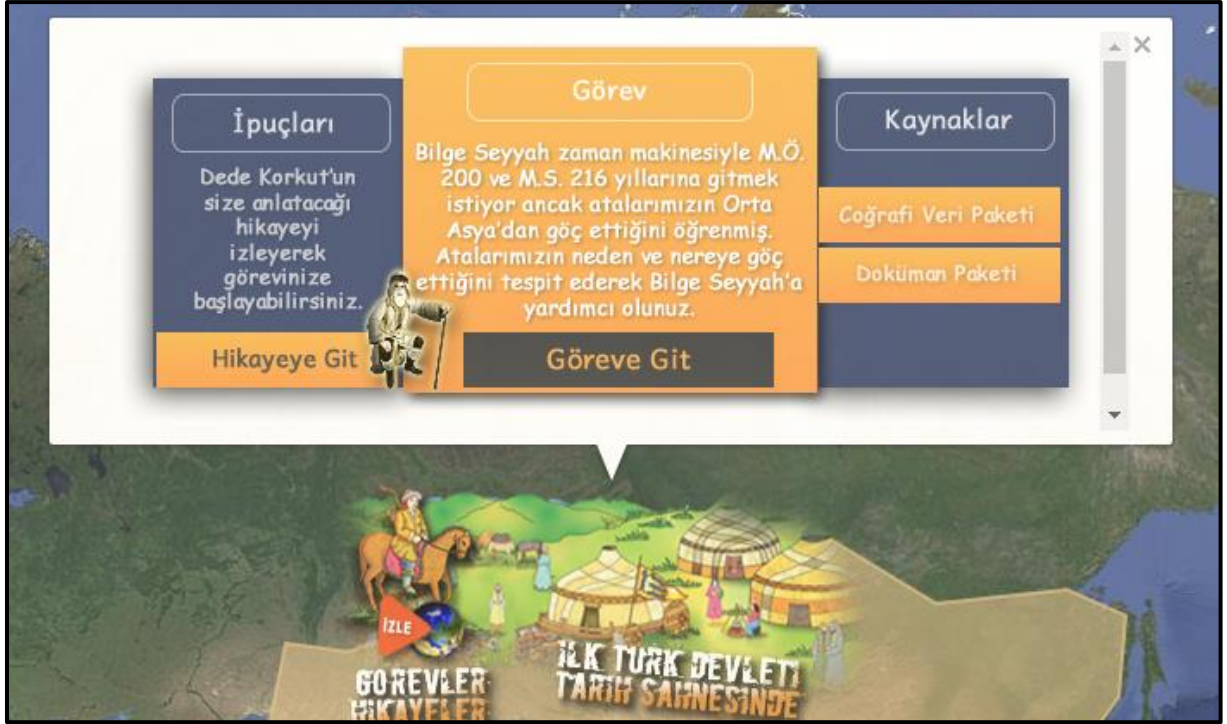 İpuçları
Dede Korkut'un
size anlatacağı
hikayeyi
izleyerek
görevinize
başlayabilirsiniz.
Hikayeye Git
Görev
Bilge Seyyah zaman makinesiyle M.Ö.
200 ve M.S. 216 yıllarına gitmek
istiyor ancak atalarımızın Orta
Asya'dan göç ettiğini öğrenmiş.
Atalarımızın neden ve nereye göç
ettiğini tespit ederek Bilge Seyyah'a
yardımcı olunuz.
Göreve Git
Kaynaklar
Coğrafi Veri Paketi
Doküman Paketi
×
İZLE
GÖREVLER
HİKAYELER
İLK TÜRK DEVLETİ
TARİH SAHNESİNDE